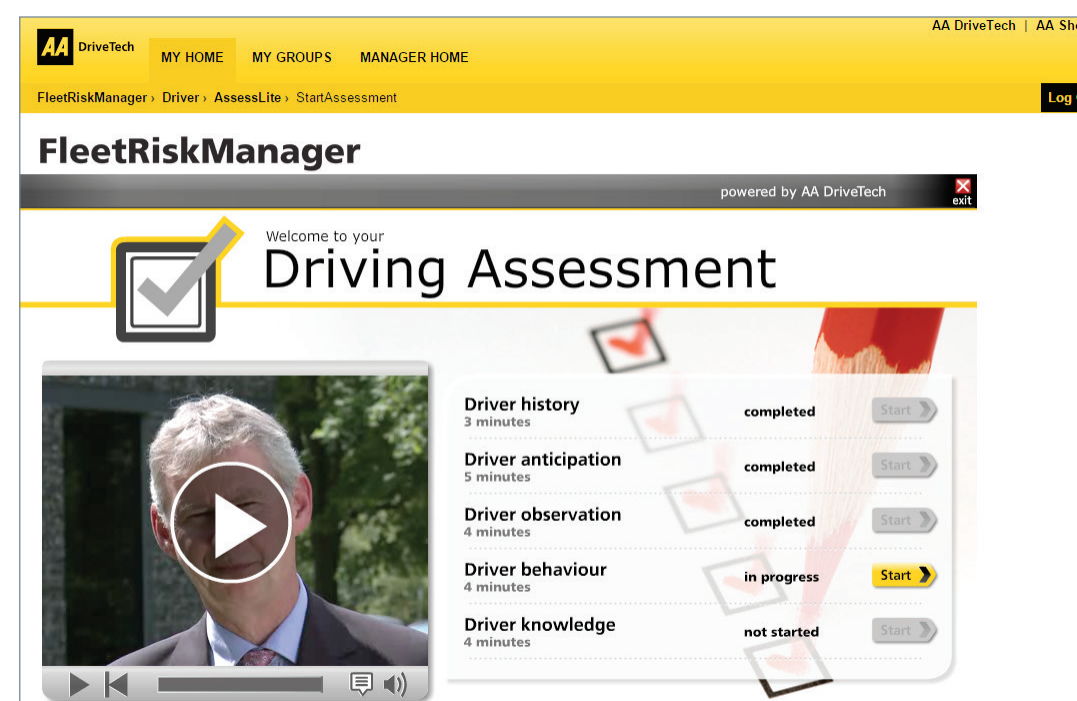 AA DriveTech | AA Sh
AA DriveTech
MY HOME MY GROUPS MANAGER HOME
FleetRiskManager › Driver › AssessLite › StartAssessment
Log
FleetRiskManager
powered by AA DriveTech
exit
Welcome to your
Driving Assessment
Driver history completed Start
3 minutes
Driver anticipation completed Start
5 minutes
Driver observation completed Start
4 minutes
Driver behaviour in progress Start
4 minutes
Driver knowledge not started Start
4 minutes